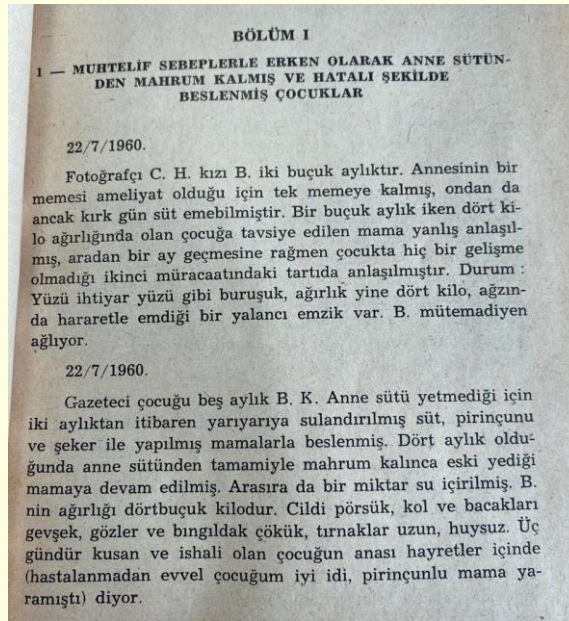 BÖLÜM I
1 — MUHTELİF SEBEPLERLE ERKEN OLARAK ANNE SÜTÜN-
DEN MAHRUM KALMIŞ VE HATALI ŞEKİLDE
BESLENMİŞ ÇOCUKLAR
22/7/1960.
Fotoğrafçı C. H. kızı B. iki buçuk aylıktır. Annesinin bir
memesi ameliyat olduğu için tek memeye kalmış, ondan da
ancak kırk gün süt emebilmiştir. Bir buçuk aylık iken dört ki-
lo ağırlığında olan çocuğa tavsiye edilen mama yanlış anlaşıl-
mış, aradan bir ay geçmesine rağmen çocukta hiç bir gelişme
olmadığı ikinci müracaatındaki tartıda anlaşılmıştır. Durum :
Yüzü ihtiyar yüzü gibi buruşuk, ağırlık yine dört kilo, ağzın-
da hararetle emdiği bir yalancı emzik var. B. mütemadiyen
ağlıyor.
22/7/1960.
Gazeteci çocuğu beş aylık B. K. Anne sütü yetmediği için
iki aylıktan itibaren yarıyarıya sulandırılmış süt, pirinçunu
ve şeker ile yapılmış mamalarla beslenmiş. Dört aylık oldu-
ğunda anne sütünden tamamiyle mahrum kalınca eski yediği
mamaya devam edilmiş. Arasıra da bir miktar su içirilmiş. B.
nin ağırlığı dörtbuçuk kilodur. Cildi pörsük, kol ve bacakları
gevşek, gözler ve bıngıldak çökük, tırnaklar uzun, huysuz. Üç
gündür kusan ve ishali olan çocuğun anası hayretler içinde
(hastalanmadan evvel çocuğum iyi idi, pirinçunlu mama ya-
ramıştı) diyor.